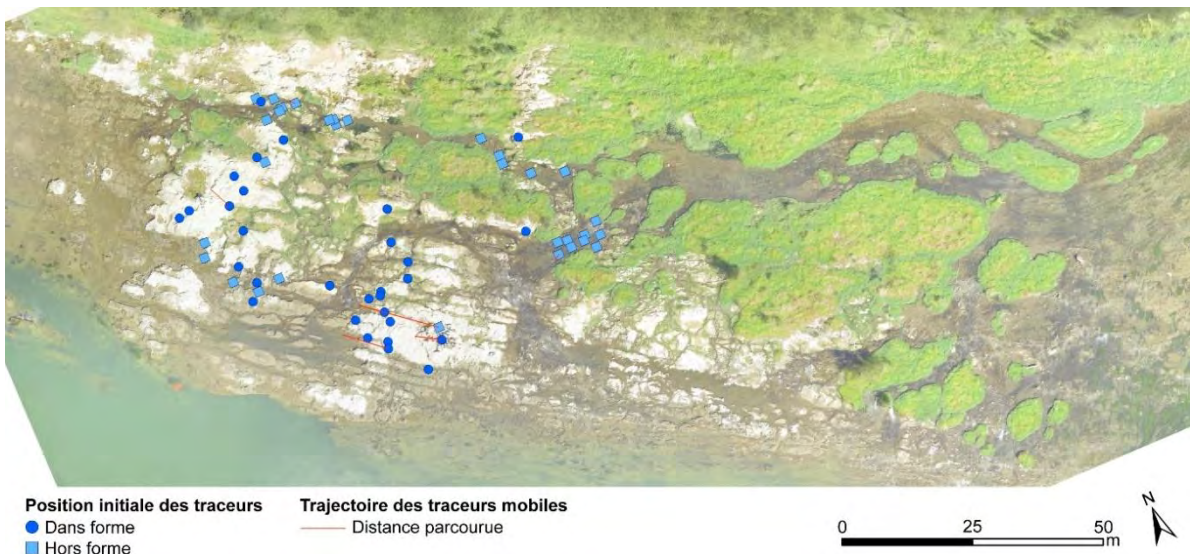 Position initiale des traceurs
Dans forme
Hors forme
Trajectoire des traceurs mobiles
Distance parcourue
0 25 50
m
N